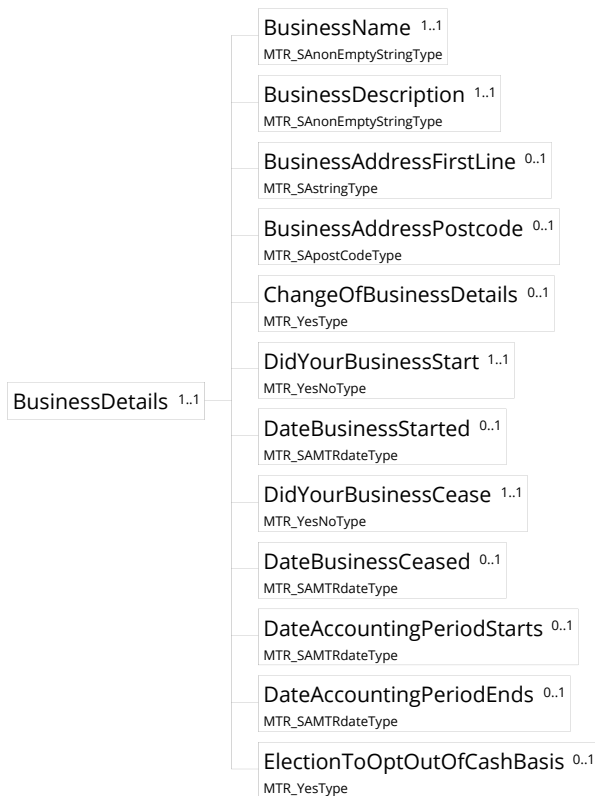 BusinessName 1..1
MTR_SAnonEmptyStringType
BusinessDescription 1..1
MTR_SAnonEmptyStringType
BusinessAddressFirstLine 0..1
MTR_SAstringType
BusinessAddressPostcode 0..1
MTR_SApostCodeType
ChangeOfBusinessDetails 0..1
MTR_YesType
DidYourBusinessStart 1..1
MTR_YesNoType
BusinessDetails 1..1
DateBusinessStarted 0..1
MTR_SAMTRdateType
DidYourBusinessCease 1..1
MTR_YesNoType
DateBusinessCeased 0..1
MTR_SAMTRdateType
DateAccountingPeriodStarts 0..1
MTR_SAMTRdateType
DateAccountingPeriodEnds 0..1
MTR_SAMTRdateType
ElectionToOptOutOfCashBasis 0..1
MTR_YesType